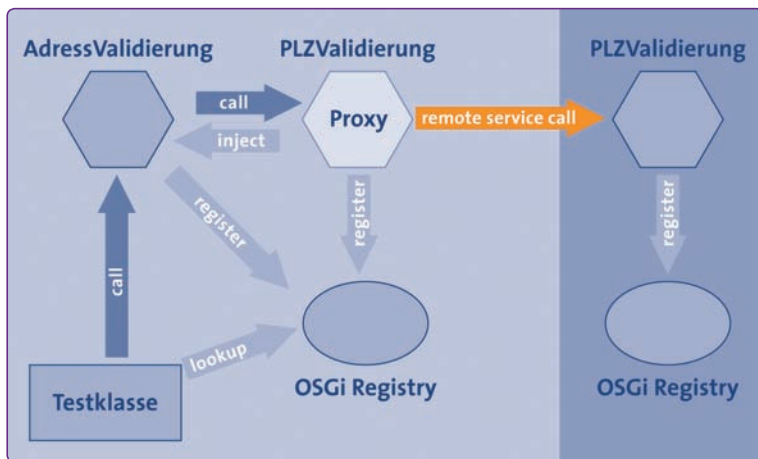 AdressValidierung
PLZValidierung
PLZValidierung
call
Proxy
remote service call
inject
register
register
register
call
lookup
OSGi Registry
OSGi Registry
Testklasse